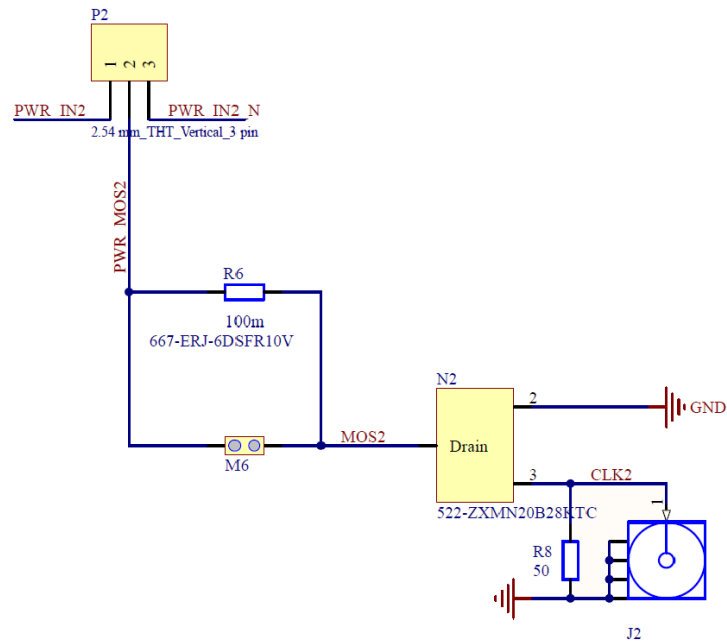 P2
1 2 3
PWR_IN2 PWR_IN2_N
2.54 mm_THT_Vertical_3 pin
PWR_MOS2
R6
100m
667-ERJ-6DSFR10V
N2
2
GND
MOS2
Drain
M6
3
CLK2
522-ZXMN20B28KTC
1
R8
50
J2